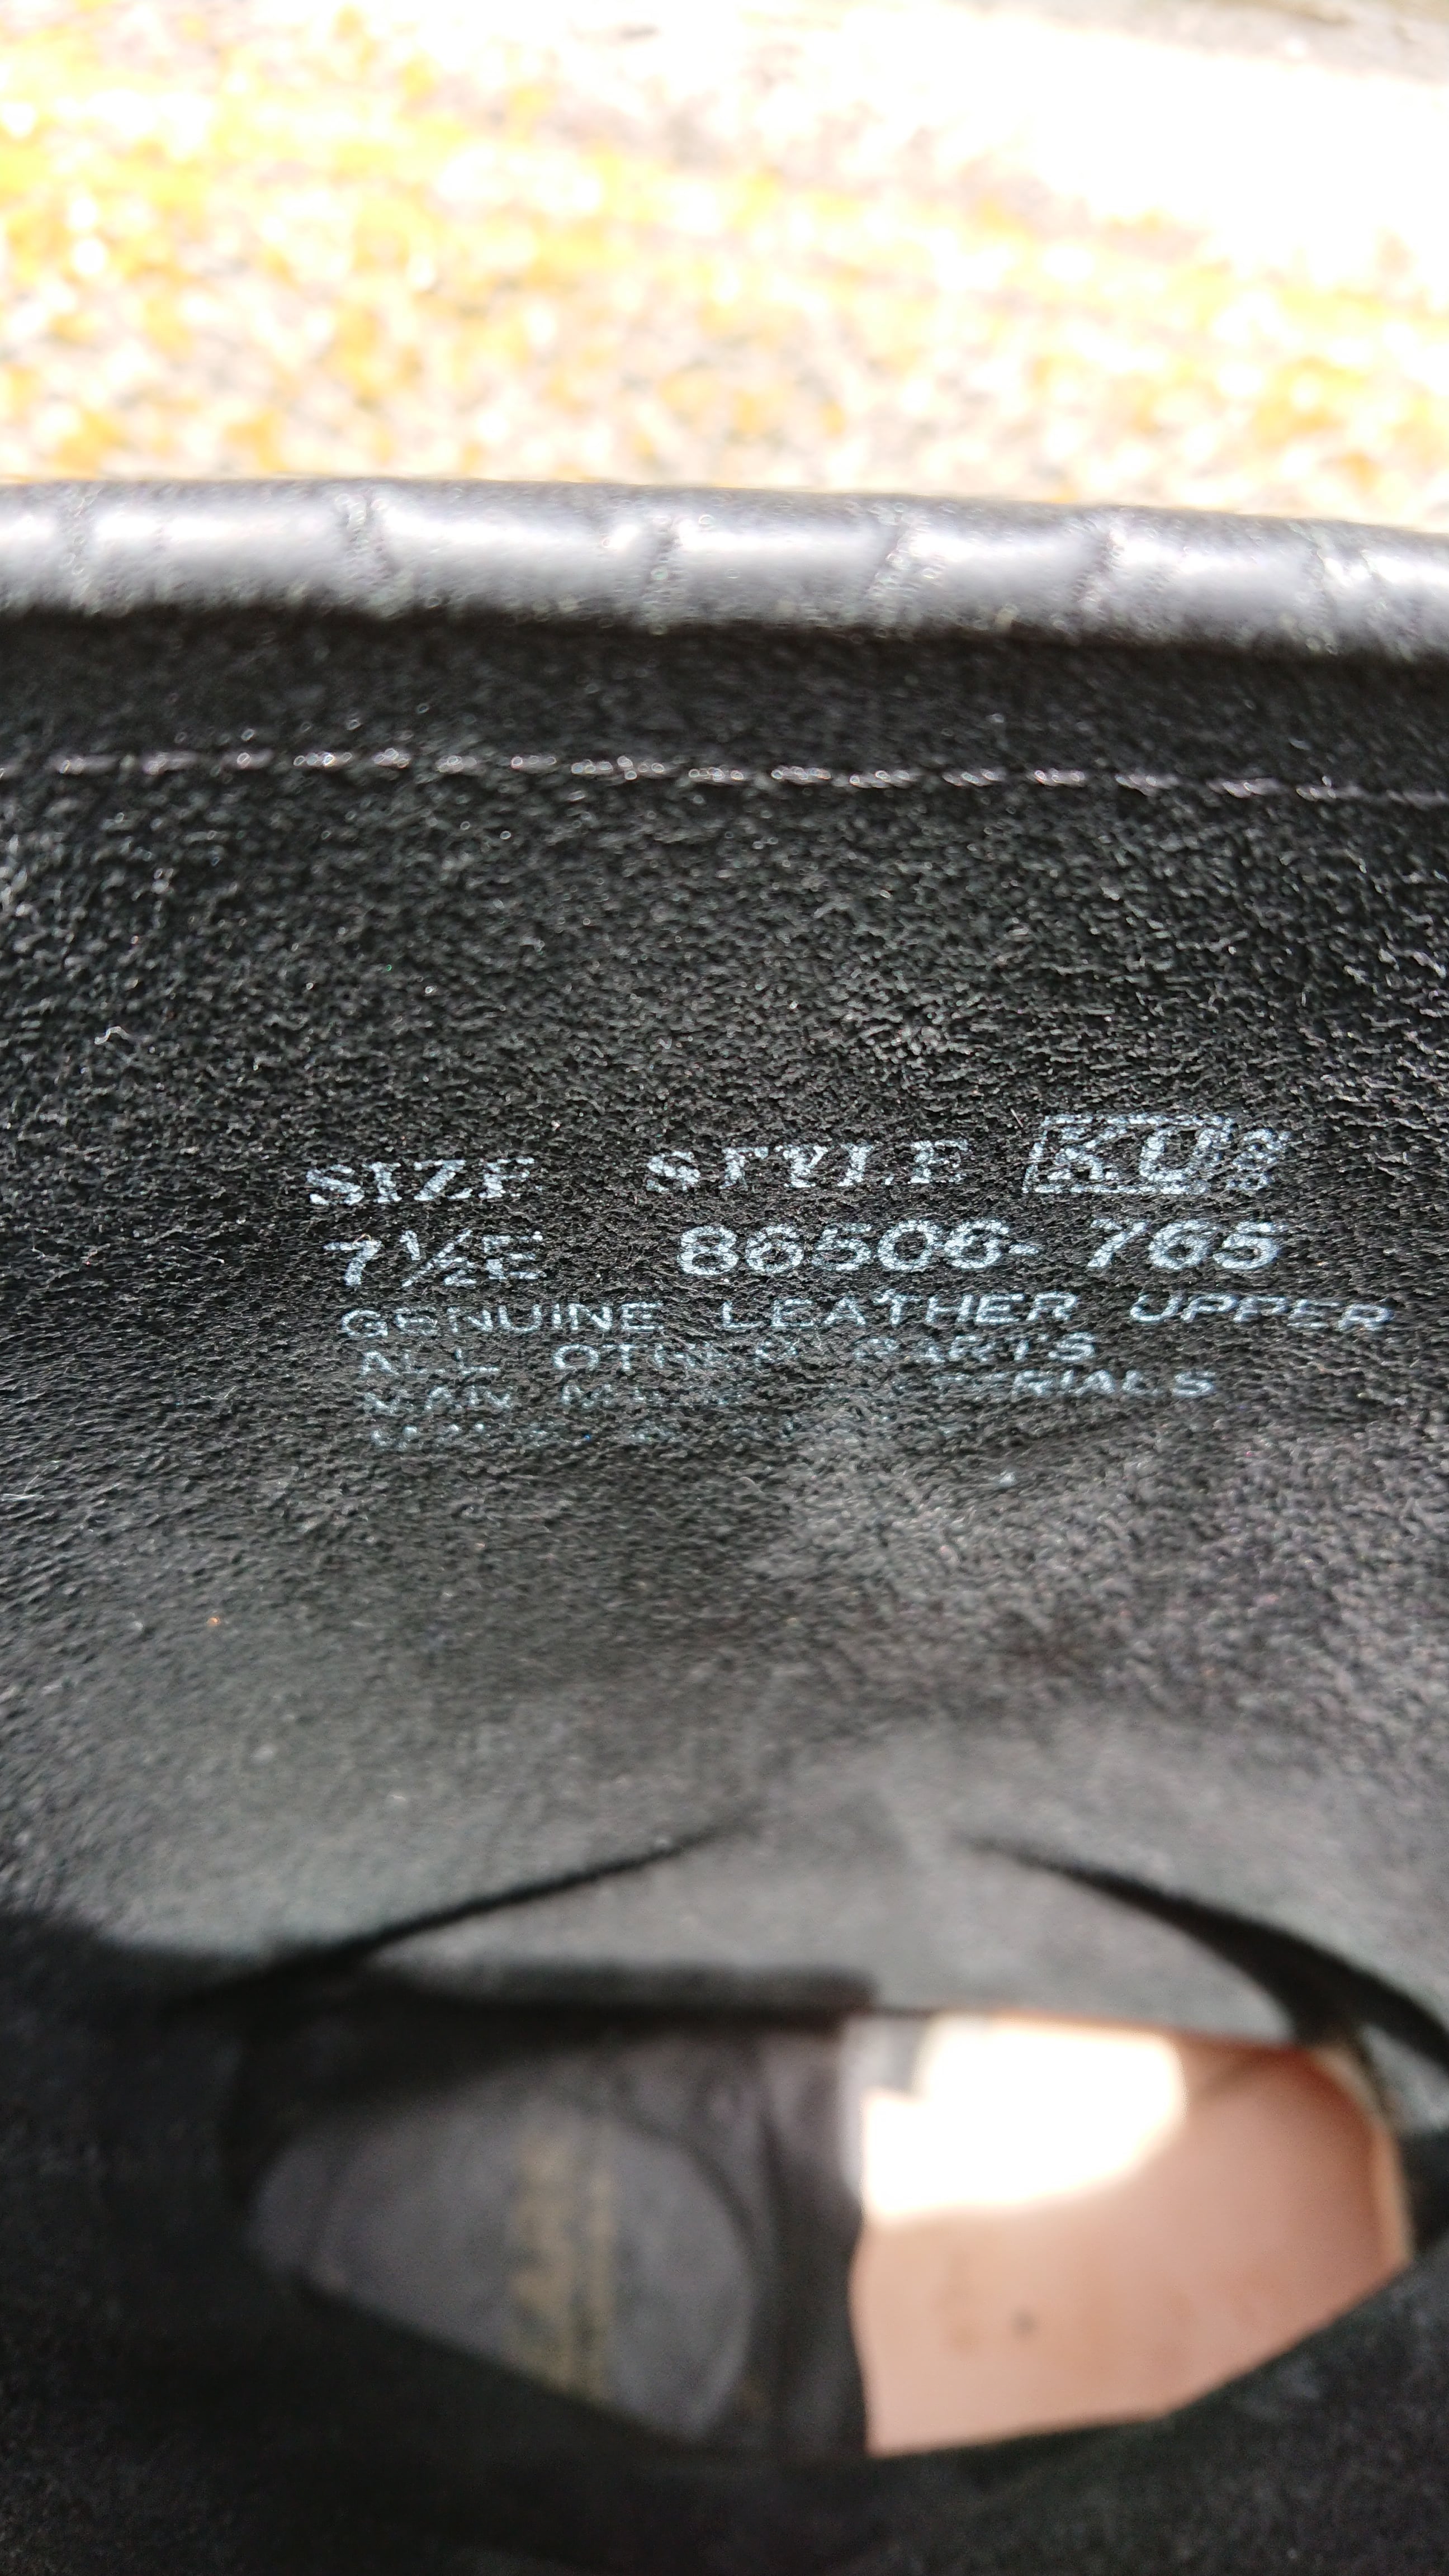 SIZE STYLE KU
7½E 86506-765
GENUINE LEATHER UPPER
ALL OTHER PARTS
MAN MADE MATERIALS